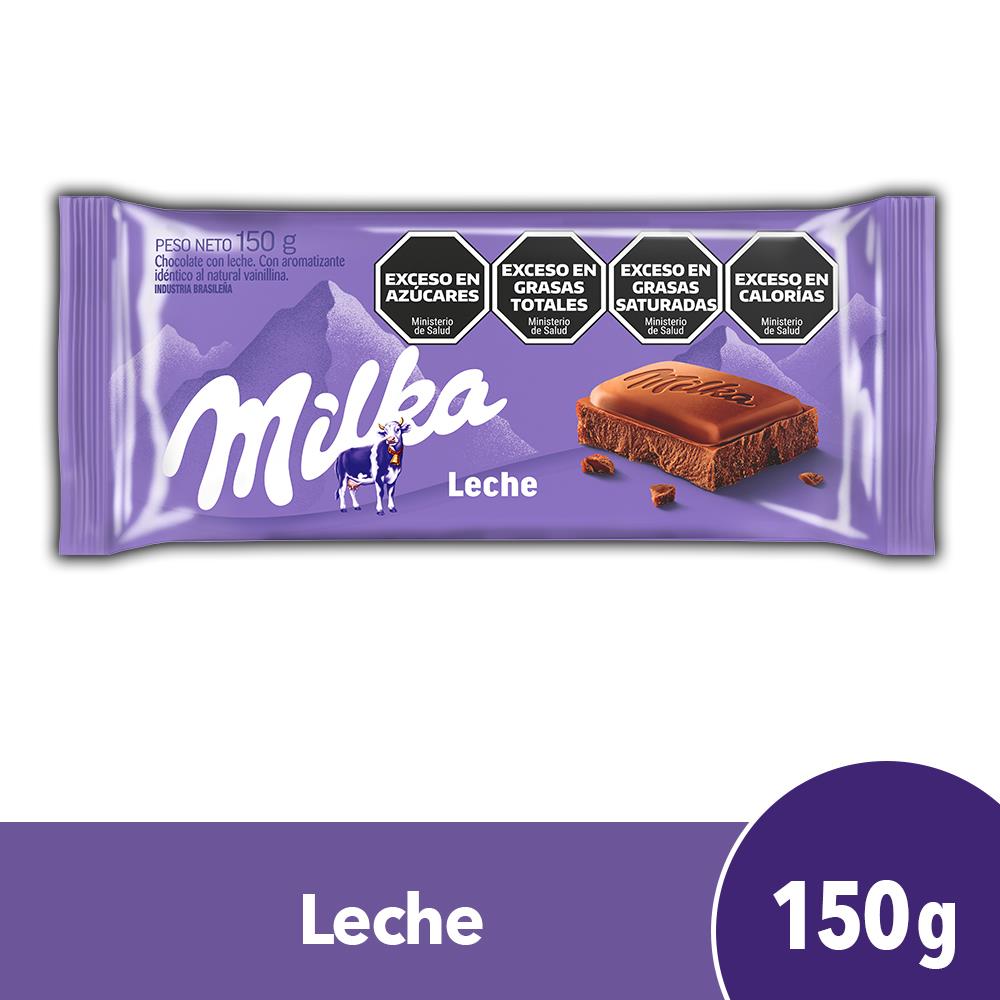 PESO NETO 150 g
Chocolate con leche. Con aromatizante
idéntico al natural vainillina.
INDUSTRIA BRASILEÑA
EXCESO EN
AZÚCARES
Ministerio
de Salud
EXCESO EN
GRASAS
TOTALES
Ministerio
de Salud
EXCESO EN
GRASAS
SATURADAS
Ministerio
de Salud
EXCESO EN
CALORÍAS
Ministerio
de Salud
Milka
Milka
Leche
Leche
150g